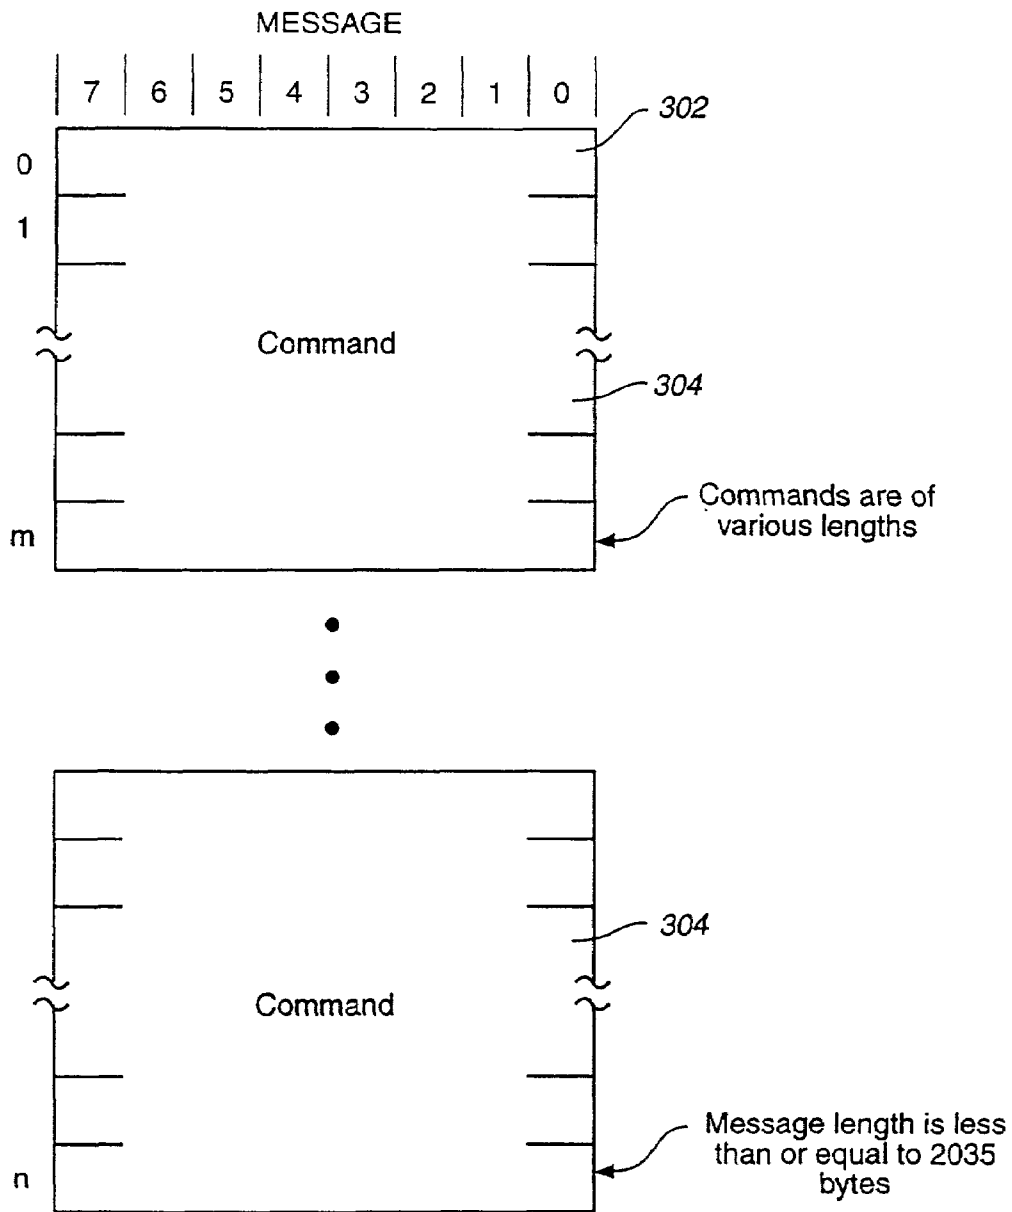 MESSAGE
7 6 5 4 3 2 1 0
302
0
1
Command
304
Commands are of
various lengths
m
304
Command
Message length is less
than or equal to 2035
bytes
n